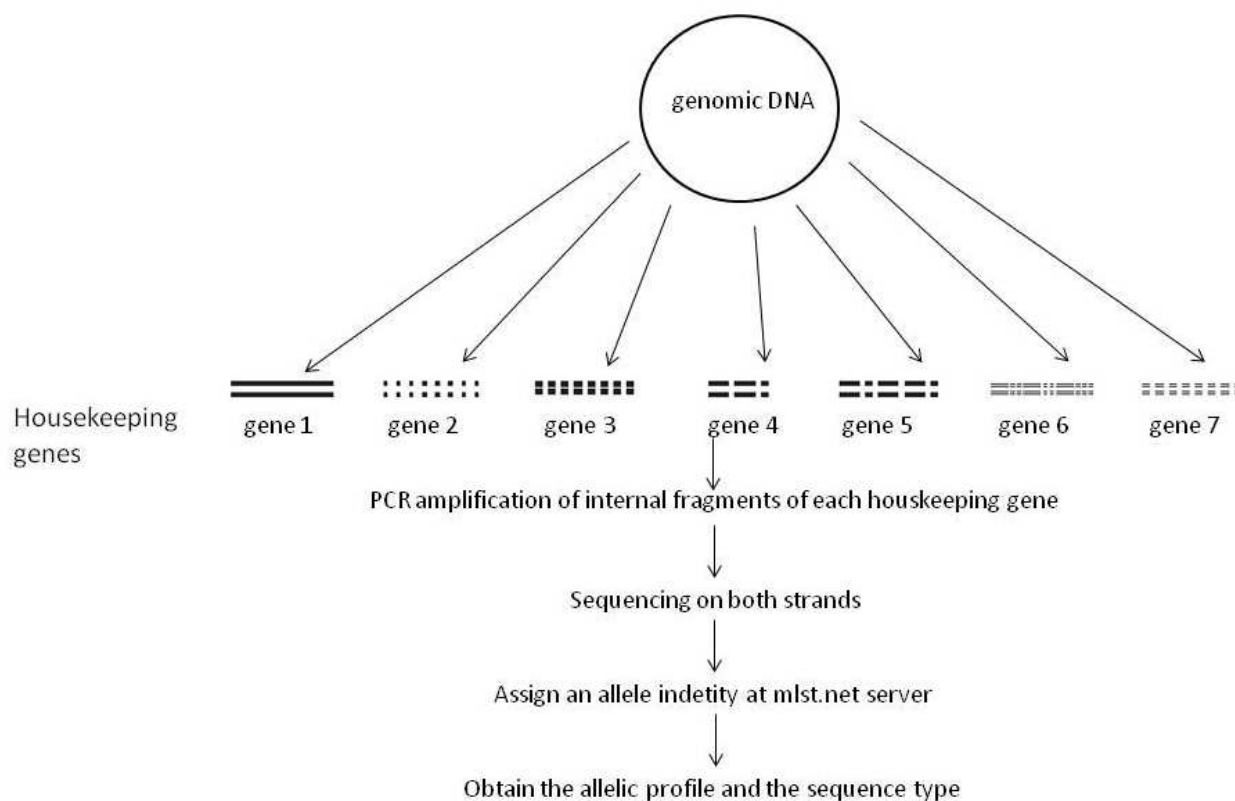 genomic DNA
Housekeeping
genes
gene 1
gene 2
gene 3
gene 4
gene 5
gene 6
gene 7
PCR amplification of internal fragments of each houskeeping gene
Sequencing on both strands
Assign an allele indetity at mlst.net server
Obtain the allelic profile and the sequence type